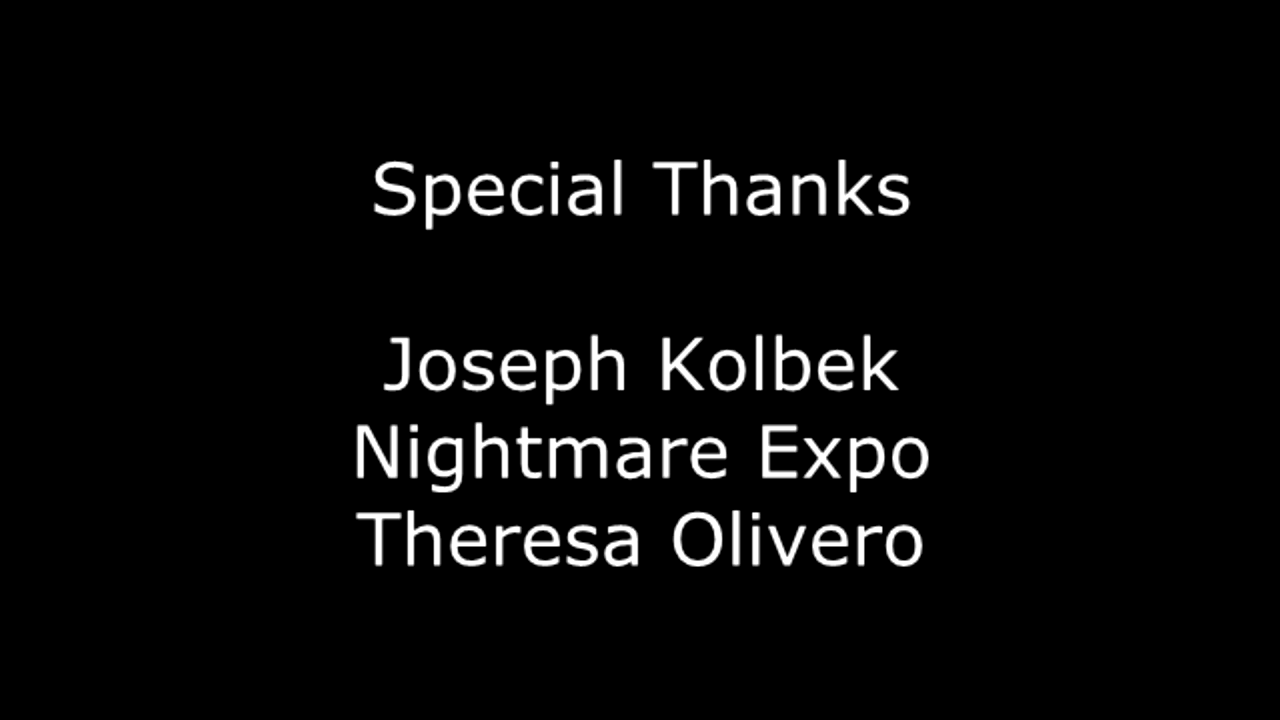 Special Thanks
Joseph Kolbek
Nightmare Expo
Theresa Olivero